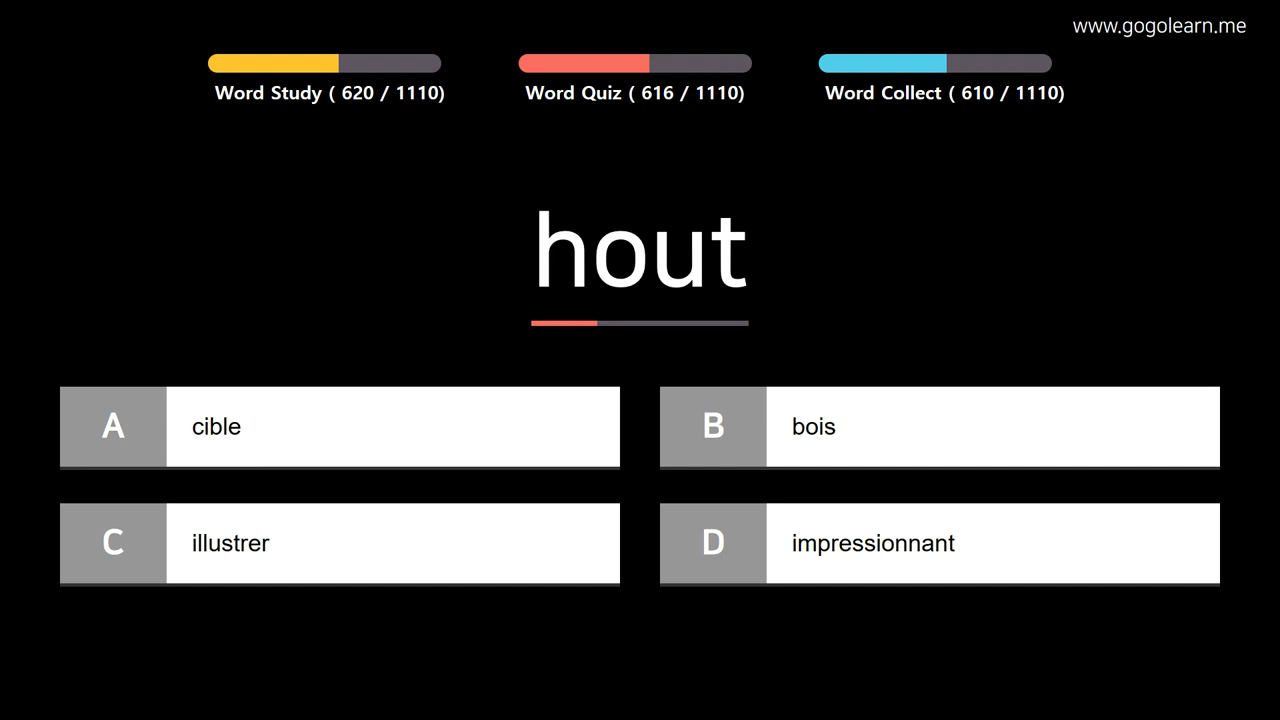 www.gogolearn.me
Word Study ( 620 / 1110)
Word Quiz ( 616 / 1110)
Word Collect ( 610 / 1110)
hout
A cible
B bois
C illustrer
D impressionnant